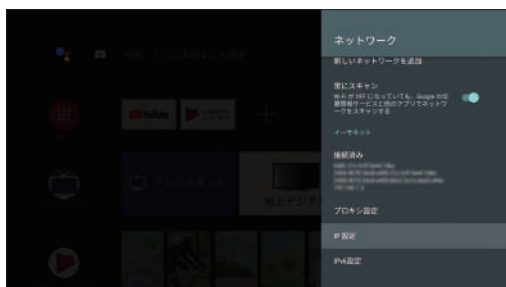 ネットワーク
新しいネットワークを追加
常にスキャン
Wi-Fi が OFF になっていても、Google の位
置情報サービスと他のアプリでネットワ
ークをスキャンする
イーサネット
接続済み
プロキシ設定
IP 設定
IPv6設定
YouTube
地上デジタル